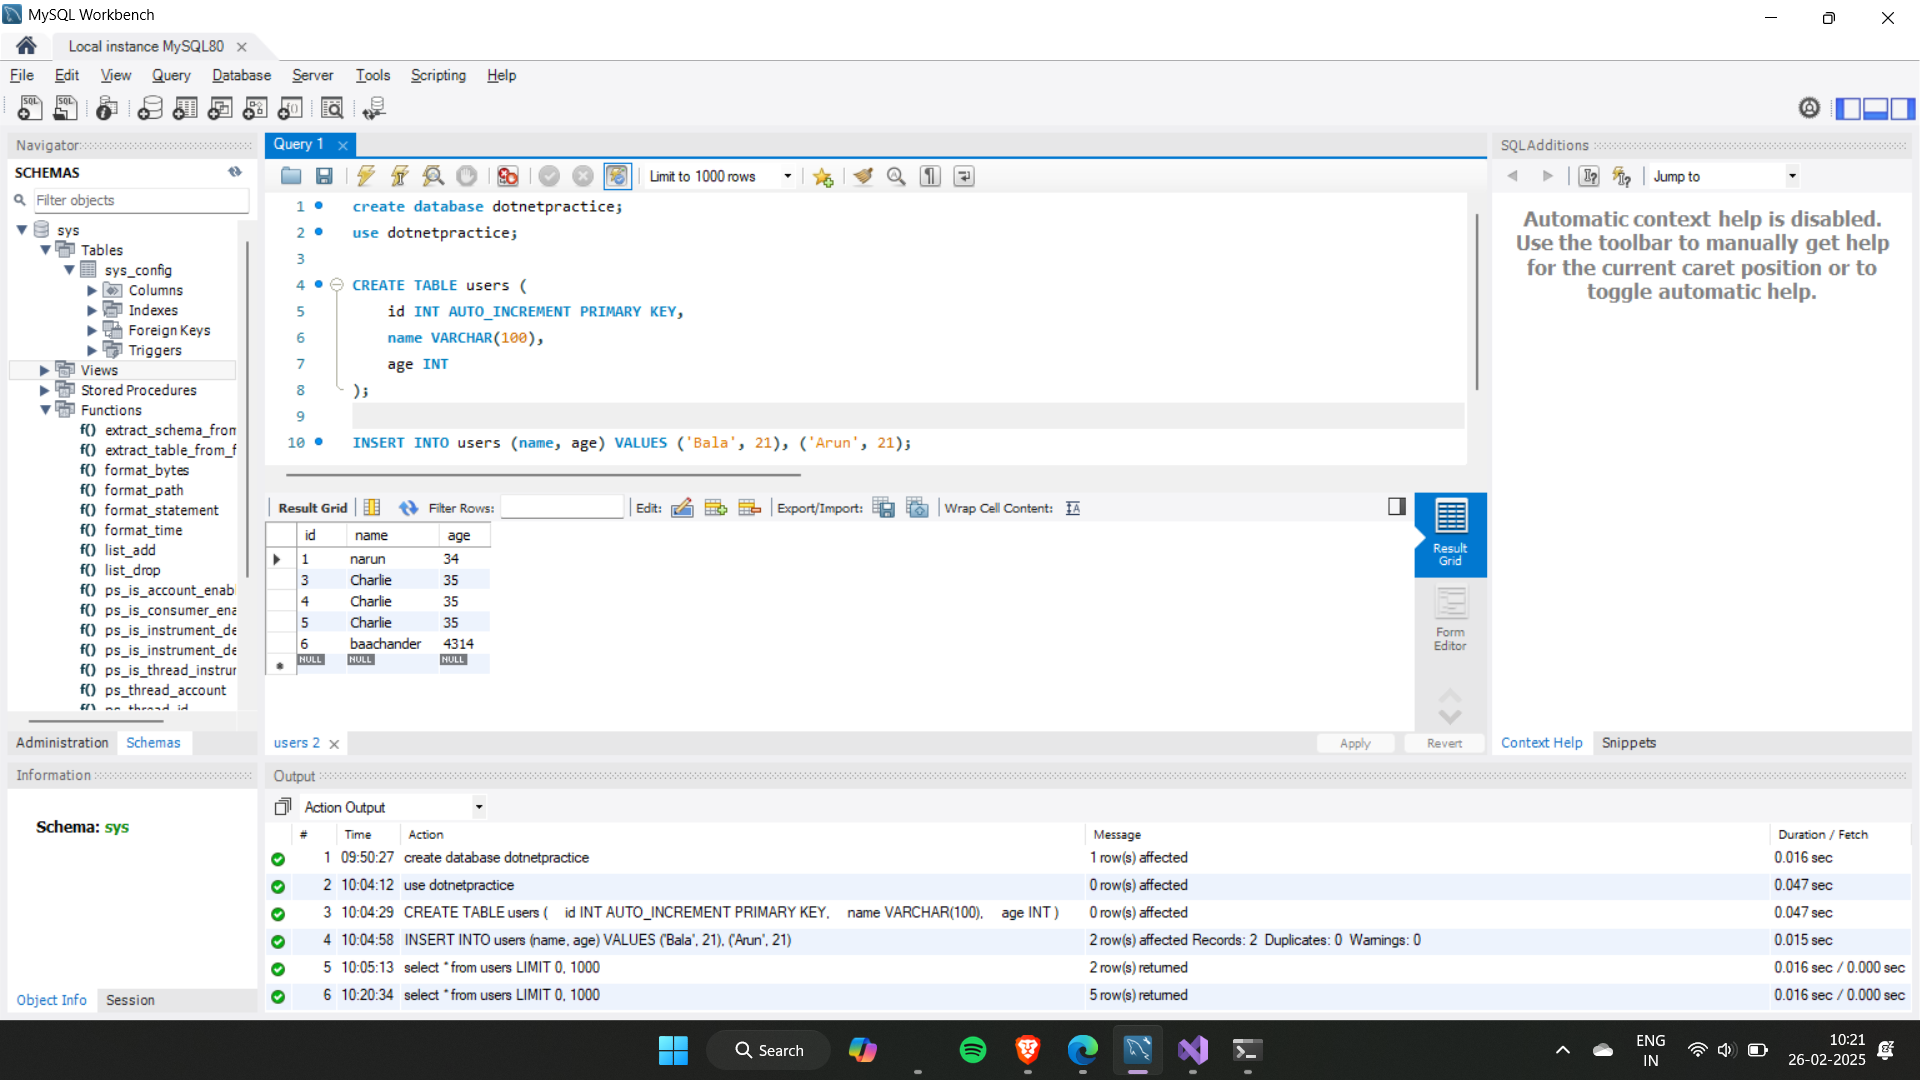 MySQL Workbench
Local instance MySQL80
File Edit View Query Database Server Tools Scripting Help
Navigator
SCHEMAS
Filter objects
sys
Tables
sys_config
Columns
Indexes
Foreign Keys
Triggers
Views
Stored Procedures
Functions
f() extract_schema_from
f() extract_table_from_f
f() format_bytes
f() format_path
f() format_statement
f() format_time
f() list_add
f() list_drop
f() ps_is_account_enab
f() ps_is_consumer_ena
f() ps_is_instrument_de
f() ps_is_instrument_de
f() ps_is_thread_instrur
f() ps_thread_account
f() ps_thread_id
Administration Schemas
Information
Schema: sys
Object Info Session
Query 1
Limit to 1000 rows
1 create database dotnetpractice;
2 use dotnetpractice;
3
4 CREATE TABLE users (
5 id INT AUTO_INCREMENT PRIMARY KEY,
6 name VARCHAR(100),
7 age INT
8 );
9
10 INSERT INTO users (name, age) VALUES ('Bala', 21), ('Arun', 21);
Result Grid Filter Rows: Edit: Export/Import: Wrap Cell Content:
id name age
1 narun 34
3 Charlie 35
4 Charlie 35
5 Charlie 35
6 baachander 4314
NULL NULL NULL
Result
Grid
Form
Editor
users 2 Apply Revert
SQLAdditions
Jump to
Automatic context help is disabled.
Use the toolbar to manually get help
for the current caret position or to
toggle automatic help.
Context Help Snippets
Output
Action Output
# Time Action Message Duration / Fetch
1 09:50:27 create database dotnetpractice 1 row(s) affected 0.016 sec
2 10:04:12 use dotnetpractice 0 row(s) affected 0.047 sec
3 10:04:29 CREATE TABLE users ( id INT AUTO_INCREMENT PRIMARY KEY, name VARCHAR(100), age INT ) 0 row(s) affected 0.047 sec
4 10:04:58 INSERT INTO users (name, age) VALUES ('Bala', 21), ('Arun', 21) 2 row(s) affected Records: 2 Duplicates: 0 Warnings: 0 0.015 sec
5 10:05:13 select * from users LIMIT 0, 1000 2 row(s) returned 0.016 sec / 0.000 sec
6 10:20:34 select * from users LIMIT 0, 1000 5 row(s) returned 0.016 sec / 0.000 sec
Search
ENG
IN
10:21
26-02-2025